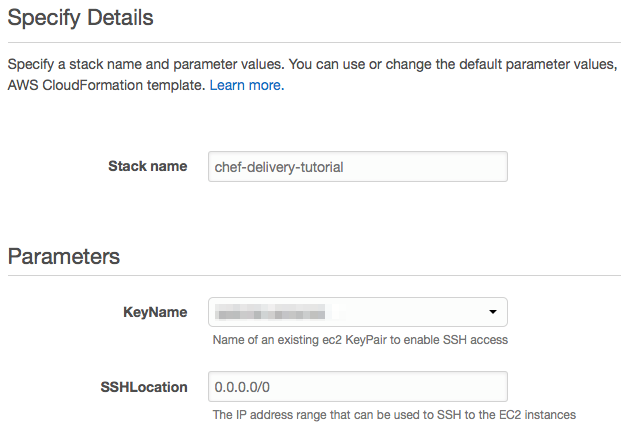 Specify Details
Specify a stack name and parameter values. You can use or change the default parameter values,
AWS CloudFormation template. Learn more.
Stack name
chef-delivery-tutorial
Parameters
KeyName
Name of an existing ec2 KeyPair to enable SSH access
SSHLocation
0.0.0.0/0
The IP address range that can be used to SSH to the EC2 instances